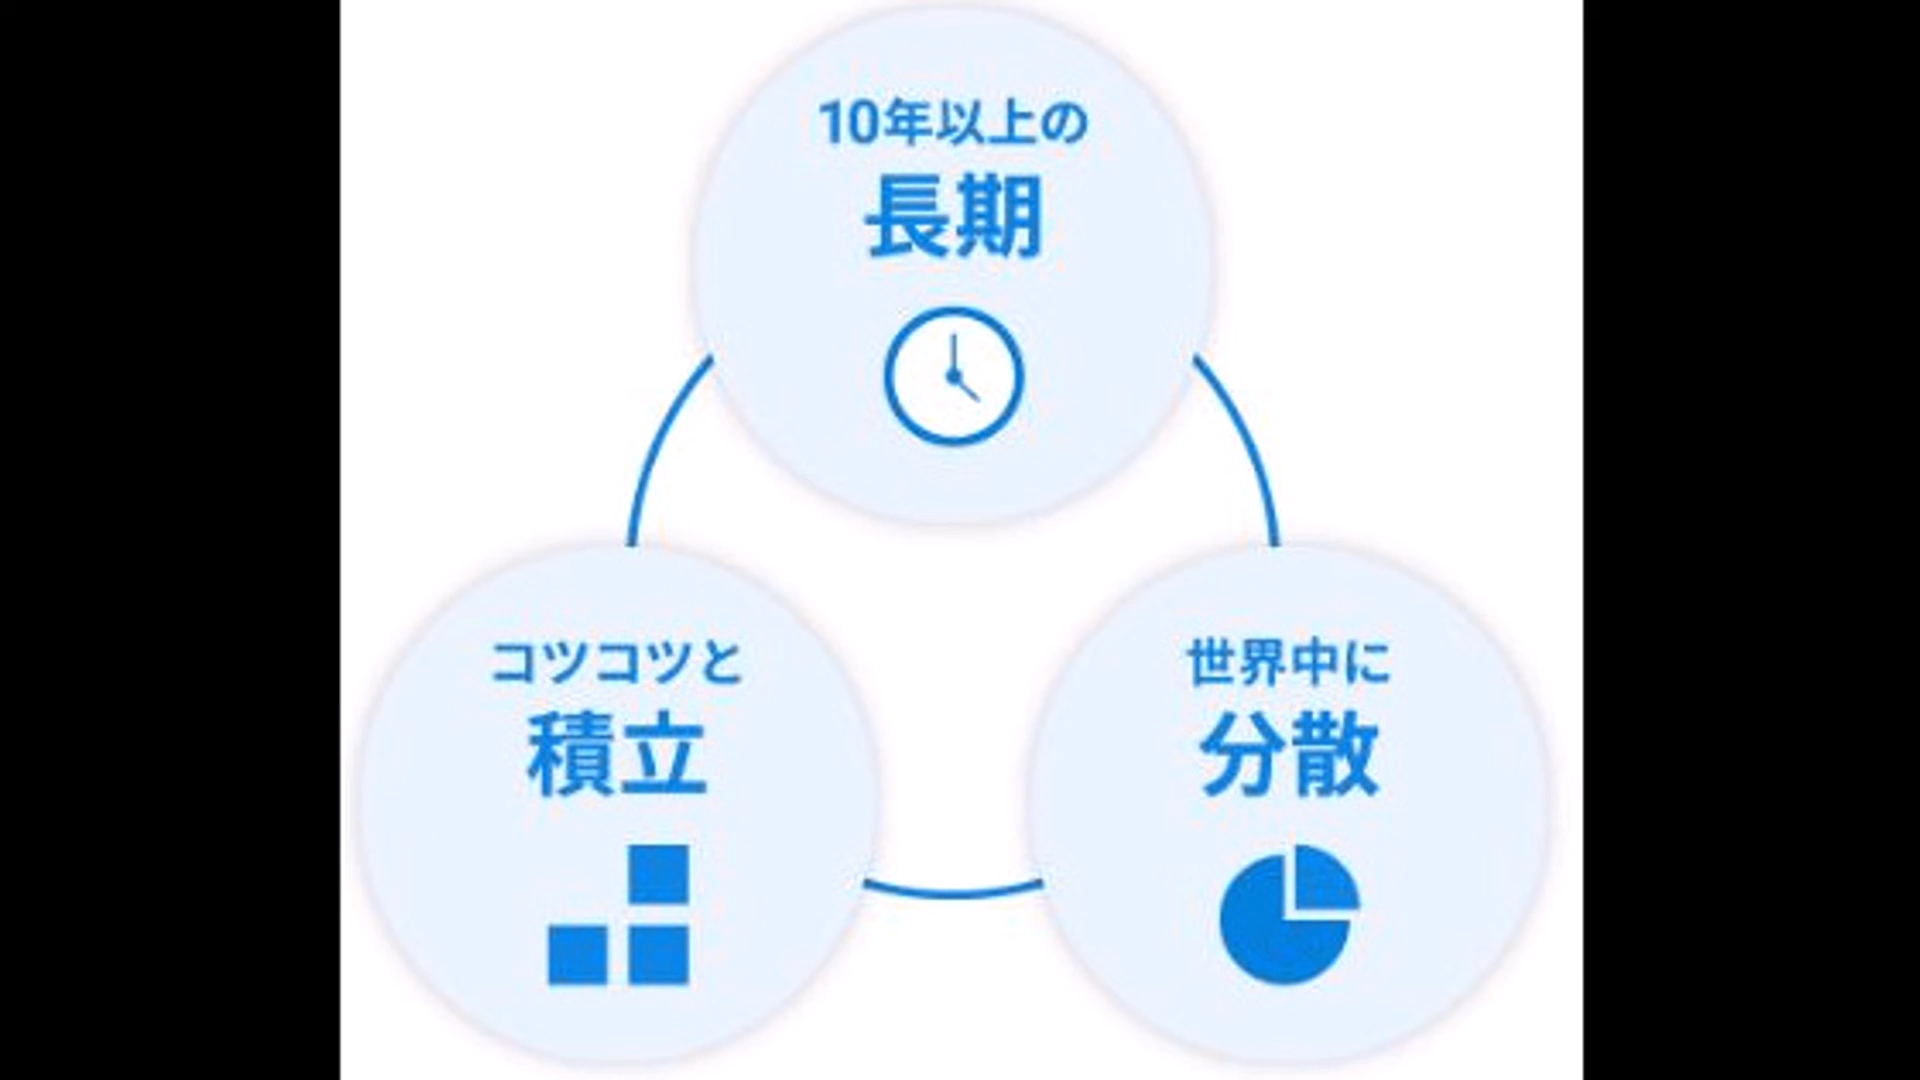 10年以上の
長期
コツコツと
積立
世界中に
分散